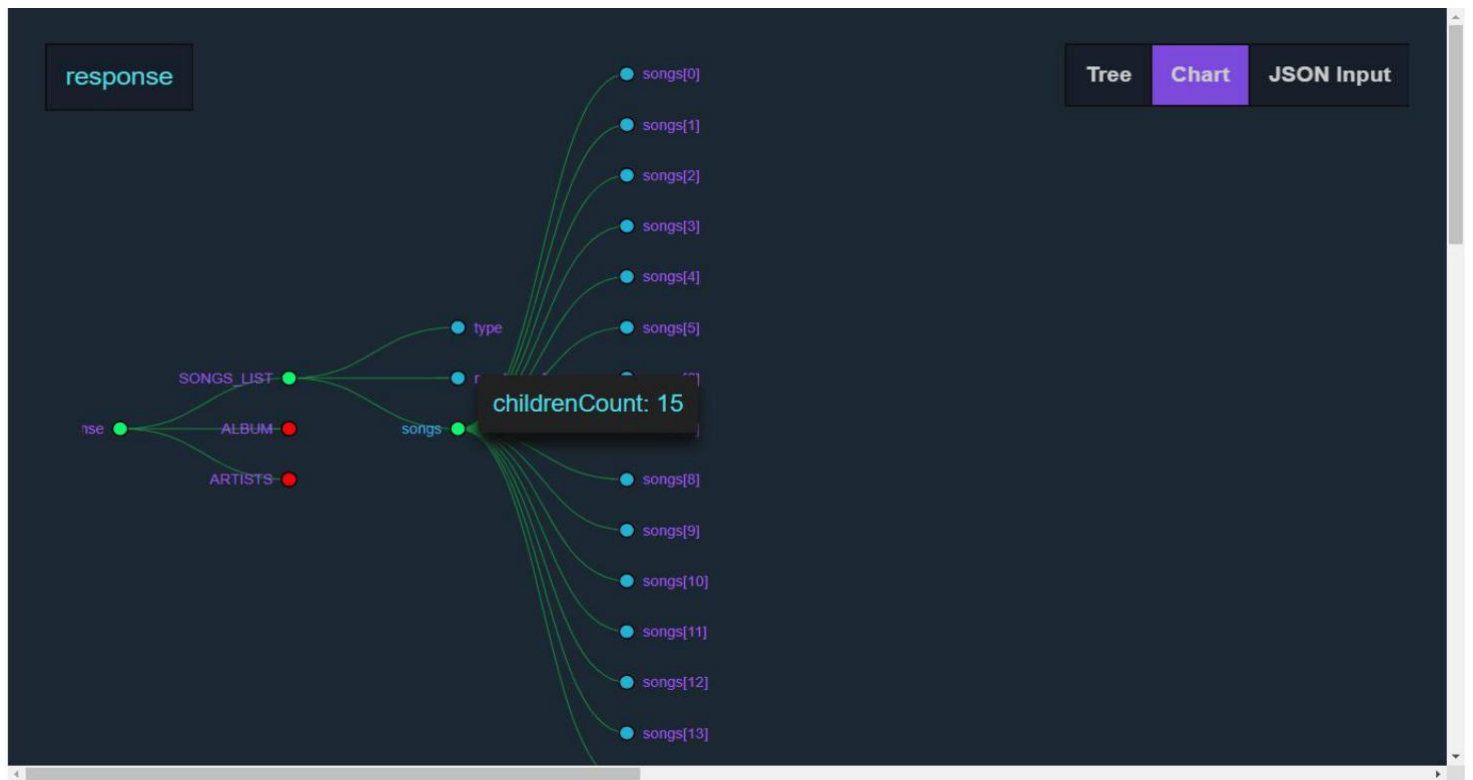 response
Tree
Chart
JSON Input
songs[0]
songs[1]
songs[2]
songs[3]
songs[4]
songs[5]
type
SONGS_LIST
childrenCount: 15
nse
ALBUM
songs
ARTISTS
songs[8]
songs[9]
songs[10]
songs[11]
songs[12]
songs[13]